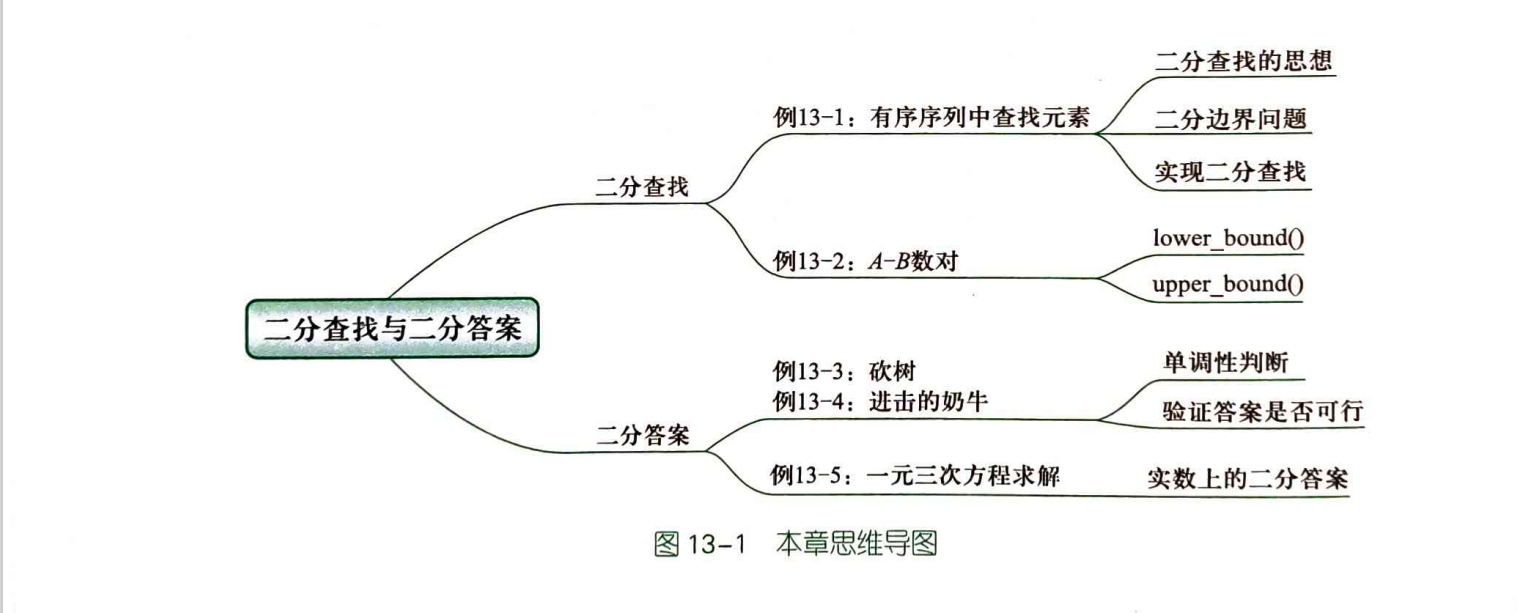 二分查找与二分答案
二分查找
例13-1：有序序列中查找元素
二分查找的思想
二分边界问题
实现二分查找
例13-2：A-B数对
lower_bound()
upper_bound()
二分答案
例13-3：砍树
例13-4：进击的奶牛
单调性判断
验证答案是否可行
例13-5：一元三次方程求解
实数上的二分答案
图 13-1 本章思维导图